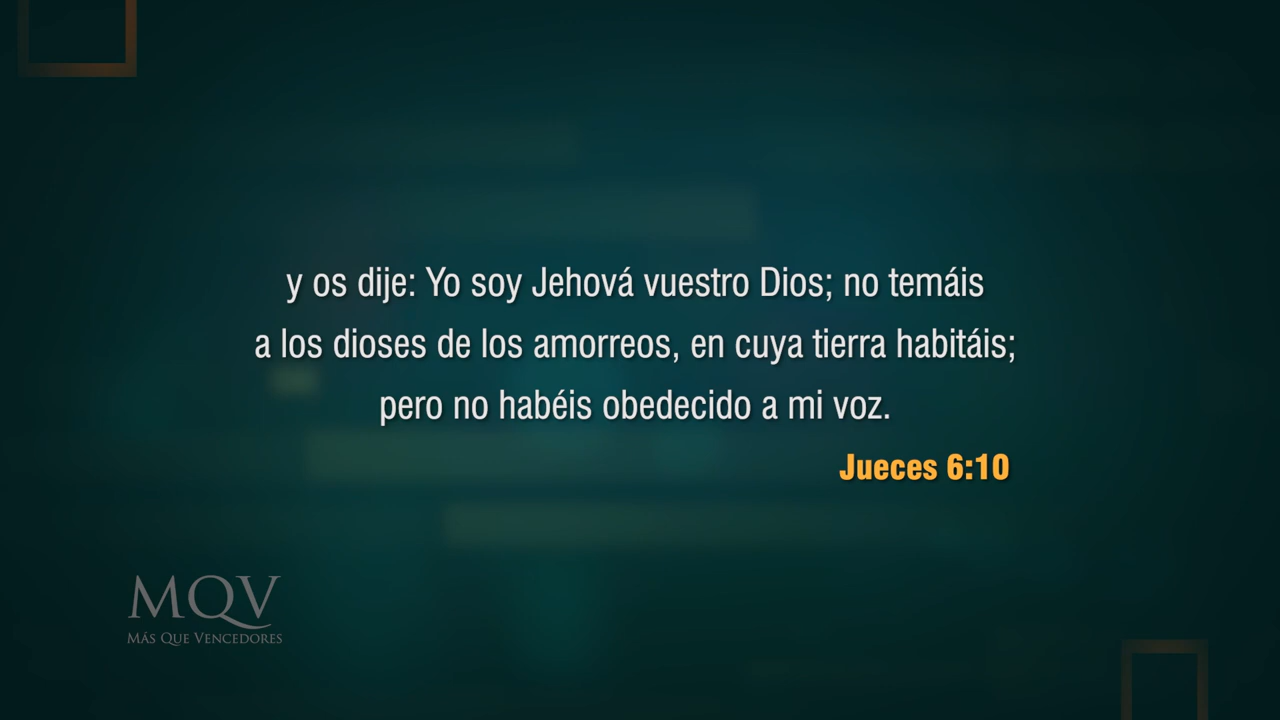 y os dije: Yo soy Jehová vuestro Dios; no temáis
a los dioses de los amorreos, en cuya tierra habitáis;
pero no habéis obedecido a mi voz.
Jueces 6:10
MQV
MÁS QUE VENCEDORES